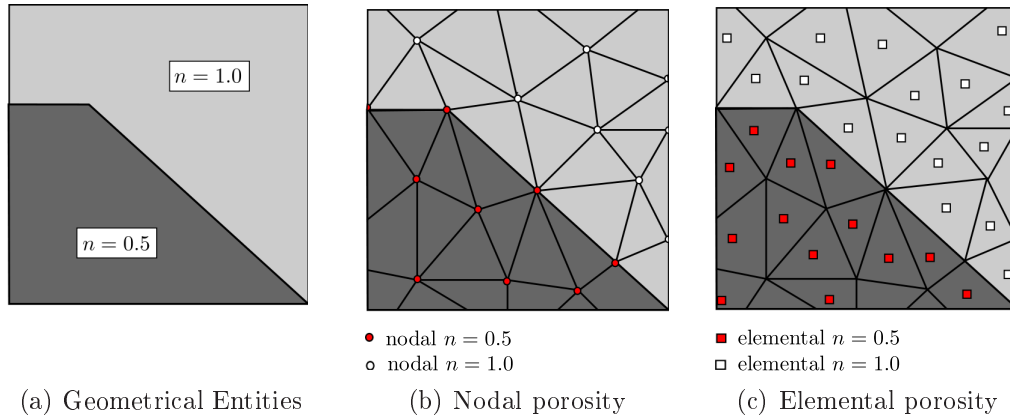 n = 1.0
n = 0.5
nodal n = 0.5
nodal n = 1.0
elemental n = 0.5
elemental n = 1.0
(a) Geometrical Entities
(b) Nodal porosity
(c) Elemental porosity